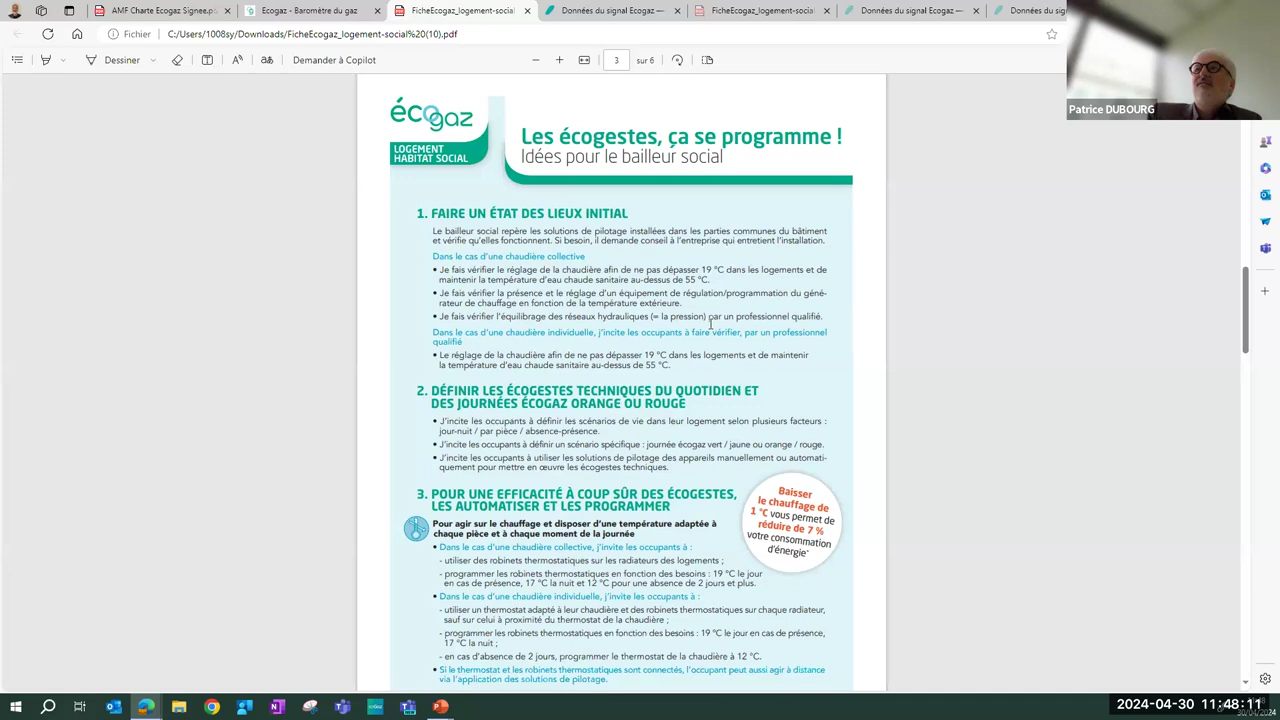 AMF Charte Ecogaz Signee.p
Ecogaz - Baromètre du gaz
FicheEcogaz_logement-social
Données du sig
FicheEcogaz_logement-social
Données du signal Ecogaz —
Données du si
Fichier
C:/Users/1008sy/Downloads/FicheEcogaz_logement-social (10).pdf
Dessiner
Demander à Copilot
3
sur 6
Patrice DUBOURG
écogaz
LOGEMENT
HABITAT SOCIAL
Les écogestes, ça se programme !
Idées pour le bailleur social
1. FAIRE UN ÉTAT DES LIEUX INITIAL
Le bailleur social repère les solutions de pilotage installées dans les parties communes du bâtiment
et vérifie qu'elles fonctionnent. Si besoin, il demande conseil à l'entreprise qui entretient l'installation.
Dans le cas d'une chaudière collective
• Je fais vérifier le réglage de la chaudière afin de ne pas dépasser 19 °C dans les logements et de
maintenir la température d'eau chaude sanitaire au-dessus de 55 °C.
• Je fais vérifier la présence et le réglage d'un équipement de régulation/programmation du géné-
rateur de chauffage en fonction de la température extérieure.
• Je fais vérifier l'équilibrage des réseaux hydrauliques (= la pression) par un professionnel qualifié.
Dans le cas d'une chaudière individuelle, j'incite les occupants à faire vérifier, par un professionnel
qualifié
• Le réglage de la chaudière afin de ne pas dépasser 19 °C dans les logements et de maintenir
la température d'eau chaude sanitaire au-dessus de 55 °C.
2. DÉFINIR LES ÉCOGESTES TECHNIQUES DU QUOTIDIEN ET
DES JOURNÉES ÉCOGAZ ORANGE OU ROUGE
• J'incite les occupants à définir les scénarios de vie dans leur logement selon plusieurs facteurs :
jour-nuit / par pièce / absence-présence.
• J'incite les occupants à définir un scénario spécifique : journée écogaz vert / jaune ou orange / rouge.
• J'incite les occupants à utiliser les solutions de pilotage des appareils manuellement ou automati-
quement pour mettre en œuvre les écogestes techniques.
3. POUR UNE EFFICACITÉ À COUP SÛR DES ÉCOGESTES,
LES AUTOMATISER ET LES PROGRAMMER
Baisser
le chauffage de
1 °C vous permet de
réduire de 7 %
votre consommation
d'énergie*
Pour agir sur le chauffage et disposer d'une température adaptée à
chaque pièce et à chaque moment de la journée
• Dans le cas d'une chaudière collective, j'invite les occupants à :
- utiliser des robinets thermostatiques sur les radiateurs des logements ;
- programmer les robinets thermostatiques en fonction des besoins : 19 °C le jour
en cas de présence, 17 °C la nuit et 12 °C pour une absence de 2 jours et plus.
• Dans le cas d'une chaudière individuelle, j'invite les occupants à :
- utiliser un thermostat adapté à leur chaudière et des robinets thermostatiques sur chaque radiateur,
sauf sur celui à proximité du thermostat de la chaudière ;
- programmer les robinets thermostatiques en fonction des besoins : 19 °C le jour en cas de présence,
17 °C la nuit ;
- en cas d'absence de 2 jours, programmer le thermostat de la chaudière à 12 °C.
• Si le thermostat et les robinets thermostatiques sont connectés, l'occupant peut aussi agir à distance
via l'application des solutions de pilotage.
2024-04-30 11:48:11
30/04/2024